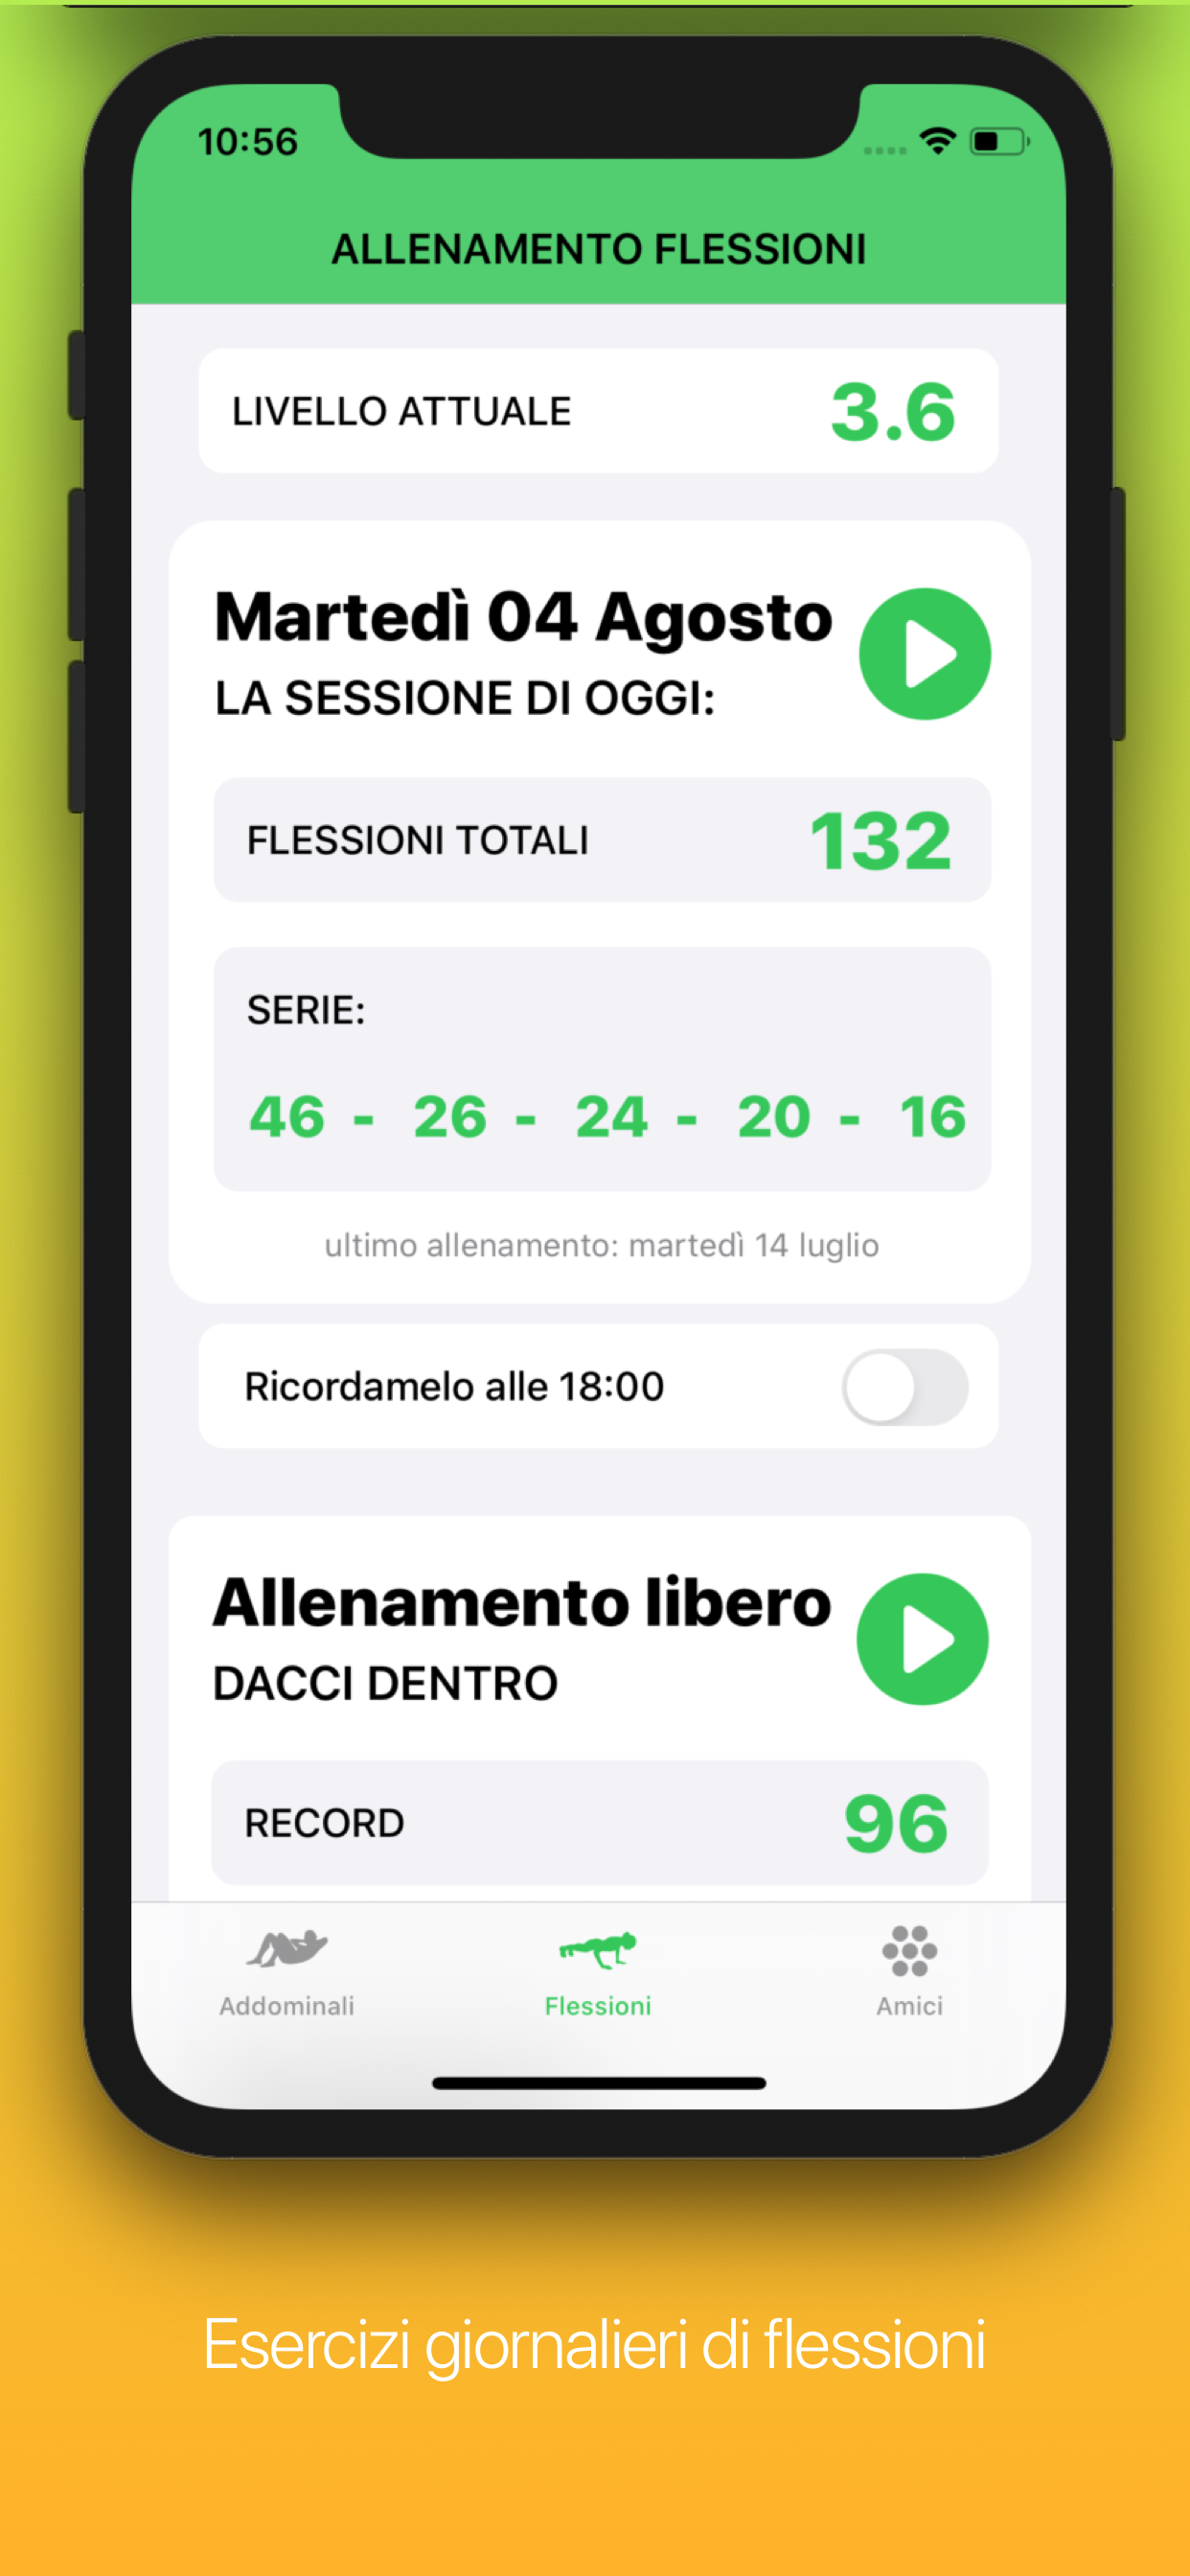 10:56
ALLENAMENTO FLESSIONI
LIVELLO ATTUALE 3.6
Martedì 04 Agosto
LA SESSIONE DI OGGI:
FLESSIONI TOTALI 132
SERIE:
46 - 26 - 24 - 20 - 16
ultimo allenamento: martedì 14 luglio
Ricordamelo alle 18:00
Allenamento libero
DACCI DENTRO
RECORD 96
Addominali Flessioni Amici
Esercizi giornalieri di flessioni